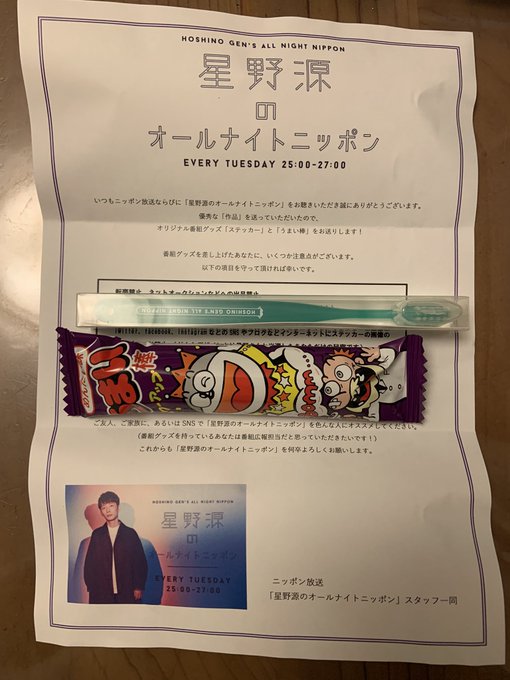 HOSHINO GEN'S ALL NIGHT NIPPON
星野源
の
オールナイトニッポン
EVERY TUESDAY 25:00-27:00
いつもニッポン放送ならびに「星野源のオールナイトニッポン」をお聴きいただき誠にありがとうございます。
優秀な「作品」を送っていただいたので、
オリジナル番組グッズ「ステッカー」と「うまい棒」をお送りします!
番組グッズを差し上げたあなたに、いくつか注意点がございます。
以下の項目を守って頂ければ幸いです。
HOSHINO GEN'S ALL NIGHT NIPPON
Twitter、Facebook、Instagram などの SNS やブログなどインターネットにステッカーの画像の
めんたい味
うまい棒
ご友人、ご家族に、あるいは SNS で「星野源のオールナイトニッポン」を色んな人にオススメしてください。
(番組グッズを持っているあなたは番組広報担当だと思っていただきたいです!)
これからも「星野源のオールナイトニッポン」を何卒よろしくお願いします。
HOSHINO GEN'S ALL NIGHT NIPPON
星野源
の
オールナイトニッポン
EVERY TUESDAY
25:00-27:00
ニッポン放送
「星野源のオールナイトニッポン」スタッフ一同